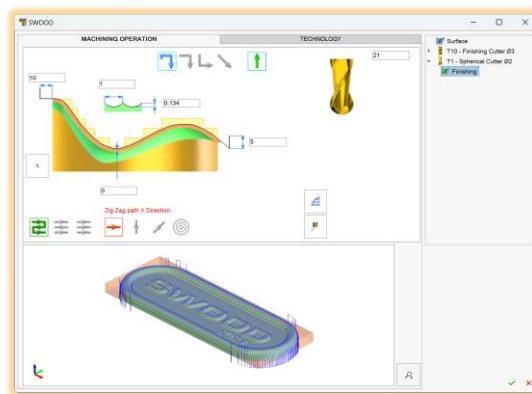 SWOOD
MACHINING OPERATION
TECHNOLOGY
21
10
1
0.134
5
0
Zig-Zag path X Direction
SWOOD
Surface
T10 - Finishing Cutter Ø3
T1 - Spherical Cutter Ø2
Finishing